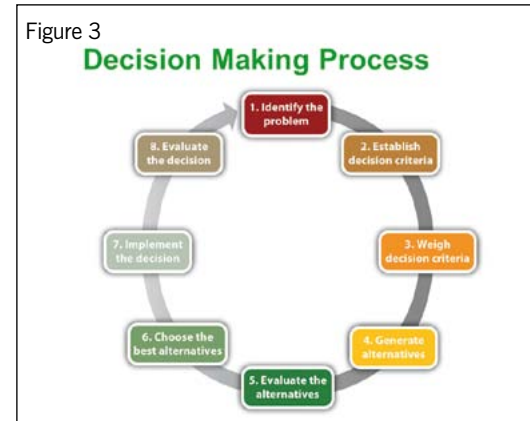 Figure 3
Decision Making Process
1. Identify the
problem
2. Establish
decision criteria
3. Weigh
decision criteria
4. Generate
alternatives
5. Evaluate the
alternatives
6. Choose the
best alternatives
7. Implement
the decision
8. Evaluate
the decision